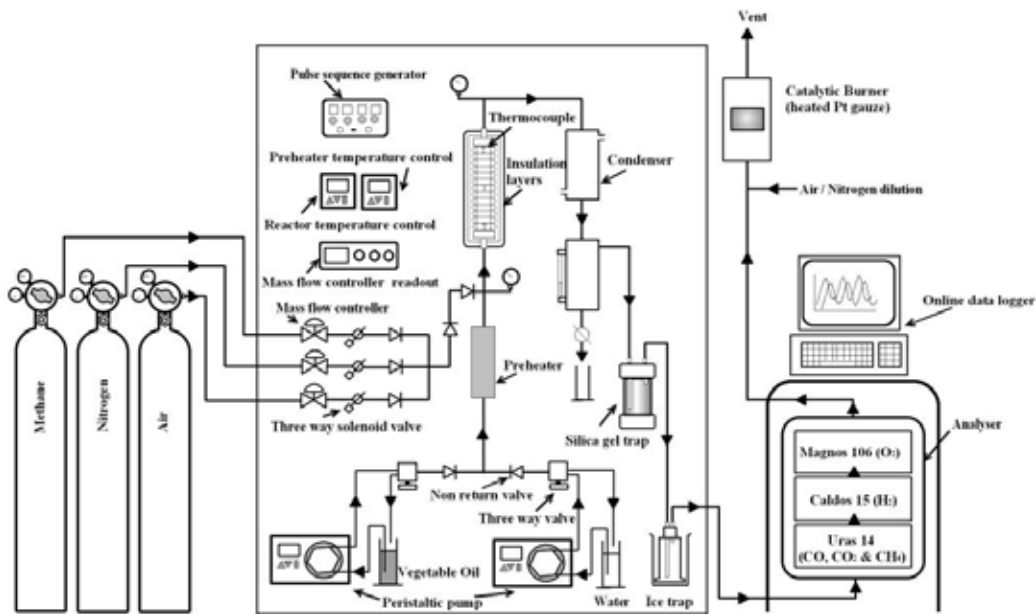 Vent
Pulse sequence generator
Catalytic Burner
(heated Pt gauze)
Thermocouple
Preheater temperature control
Insulation
layers
Condenser
Air / Nitrogen dilution
Reactor temperature control
Mass flow controller readout
Online data logger
Mass flow controller
Methane
Nitrogen
Air
Preheater
Three way solenoid valve
Silica gel trap
Analyser
Magnos 106 (O₂)
Non return valve
Caldos 15 (H₂)
Three way valve
Uras 14
(CO, CO₂ & CH₄)
Vegetable Oil
Peristaltic pump
Water
Ice trap